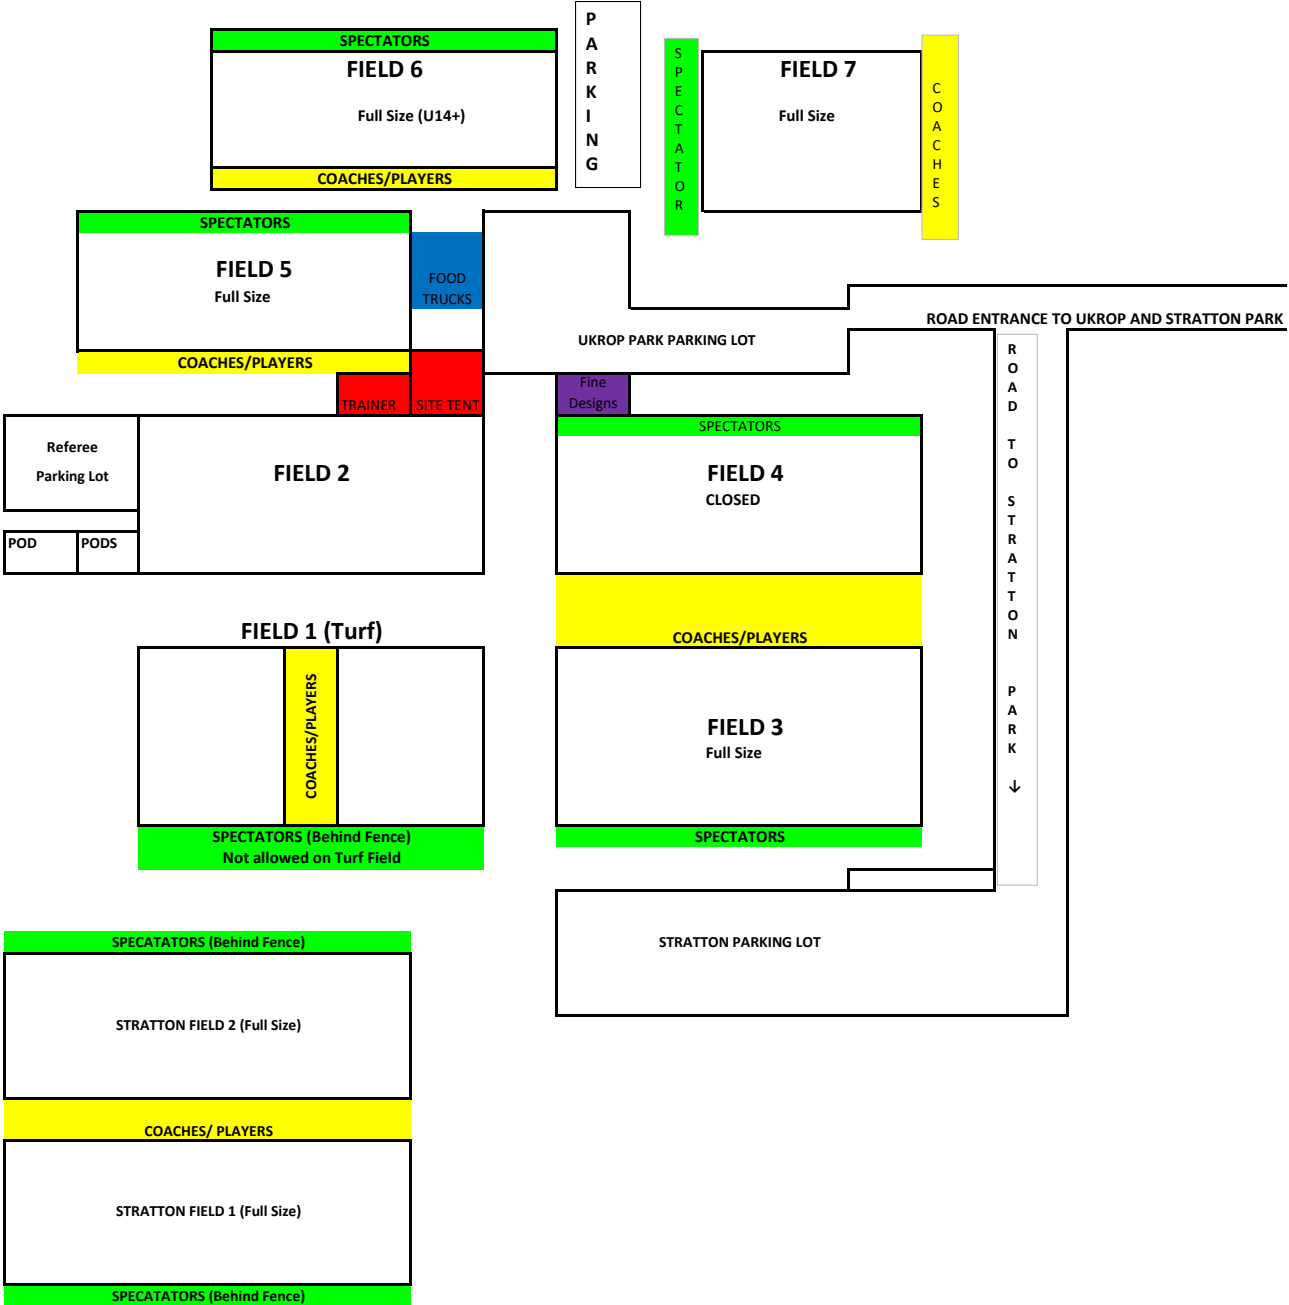 PARKING
SPECTATORS
FIELD 6
Full Size (U14+)
COACHES/PLAYERS
SPECTATOR
FIELD 7
Full Size
COACHES
SPECTATORS
FIELD 5
Full Size
COACHES/PLAYERS
FOOD
TRUCKS
UKROP PARK PARKING LOT
ROAD ENTRANCE TO UKROP AND STRATTON PARK
ROAD TO STRATTON PARK ↓
TRAINER
SITE TENT
Fine
Designs
Referee
Parking Lot
POD
PODS
FIELD 2
SPECTATORS
FIELD 4
CLOSED
COACHES/PLAYERS
FIELD 1 (Turf)
COACHES/PLAYERS
SPECTATORS (Behind Fence)
Not allowed on Turf Field
FIELD 3
Full Size
SPECTATORS
STRATTON PARKING LOT
SPECATATORS (Behind Fence)
STRATTON FIELD 2 (Full Size)
COACHES/ PLAYERS
STRATTON FIELD 1 (Full Size)
SPECATATORS (Behind Fence)